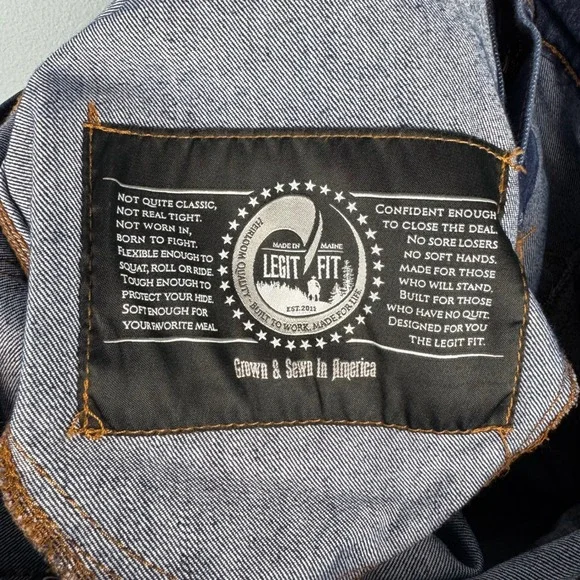 NOT QUITE CLASSIC,
NOT REAL TIGHT.
NOT WORN IN,
BORN TO FIGHT.
FLEXIBLE ENOUGH TO
SQUAT, ROLL OR RIDE.
TOUGH ENOUGH TO
PROTECT YOUR HIDE.
SOFT ENOUGH FOR
YOUR FAVORITE MEAL.
HEIRLOOM QUALITY
MADE IN MAINE
LEGIT FIT
EST. 2011
BUILT TO WORK, MADE FOR LIFE
CONFIDENT ENOUGH
TO CLOSE THE DEAL.
NO SORE LOSERS
NO SOFT HANDS.
MADE FOR THOSE
WHO WILL STAND.
BUILT FOR THOSE
WHO HAVE NO QUIT.
DESIGNED FOR YOU
THE LEGIT FIT.
Grown & Sewn In America